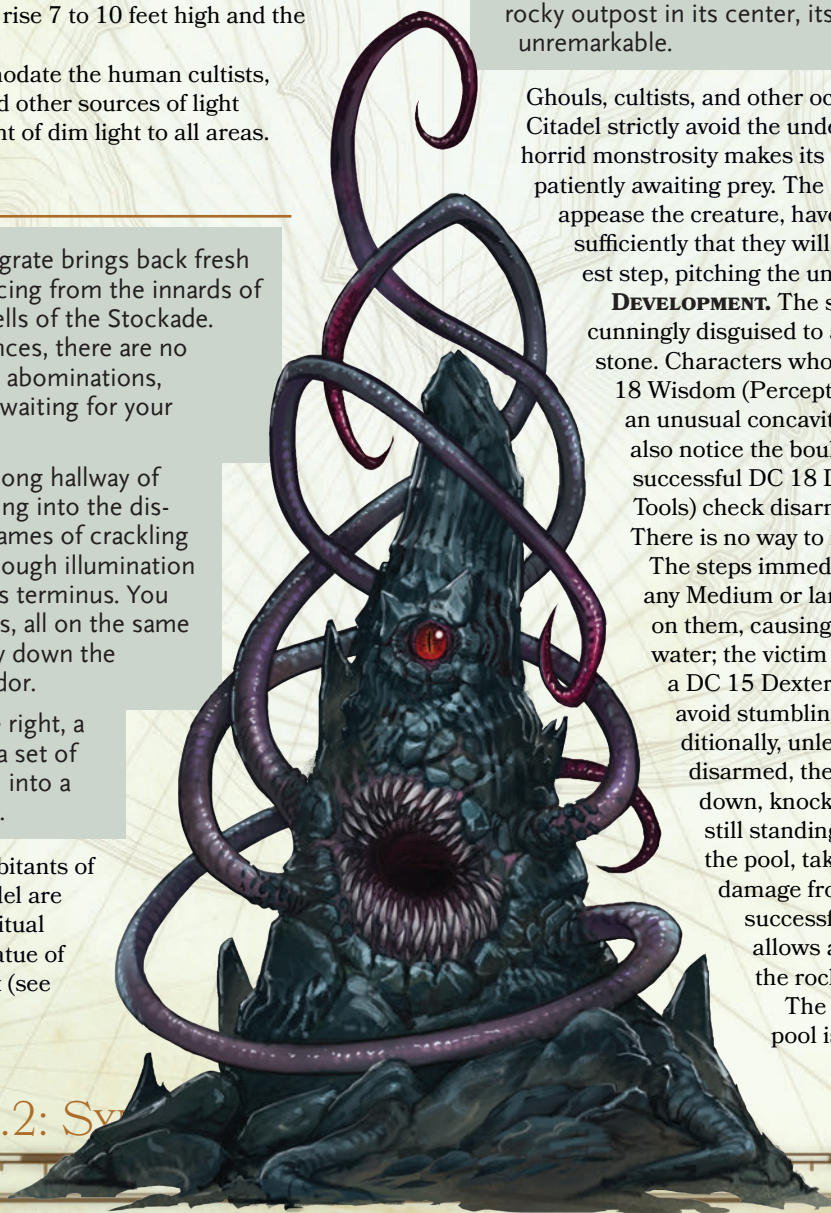 rise 7 to 10 feet high and the
modate the human cultists,
d other sources of light
nt of dim light to all areas.
grate brings back fresh
cing from the innards of
ells of the Stockade.
nces, there are no
abominations,
waiting for your
ong hallway of
ing into the dis-
ames of crackling
ough illumination
s terminus. You
s, all on the same
y down the
dor.
e right, a
a set of
into a
.
bitants of
del are
itual
atue of
t (see
.2: Sy
rocky outpost in its center, its
unremarkable.
Ghouls, cultists, and other oc
Citadel strictly avoid the unde
horrid monstrosity makes its
patiently awaiting prey. The
appease the creature, have
sufficiently that they will
est step, pitching the un
DEVELOPMENT. The s
cunningly disguised to a
stone. Characters who
18 Wisdom (Percept
an unusual concavit
also notice the boul
successful DC 18 D
Tools) check disarm
There is no way to
The steps immed
any Medium or lar
on them, causing
water; the victim
a DC 15 Dexter
avoid stumblin
ditionally, unle
disarmed, the
down, knock
still standing
the pool, tak
damage fro
successf
allows a
the rock
The
pool is